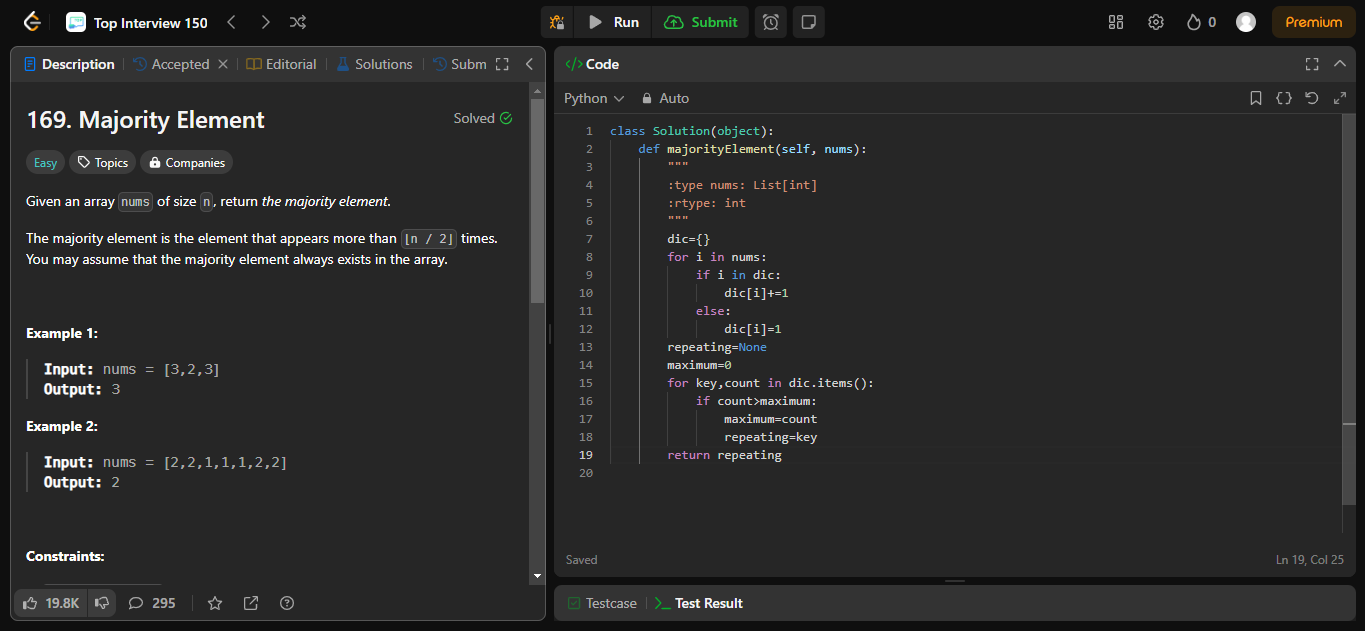 Top Interview 150
Run
Submit
0
Premium
Description
Accepted
Editorial
Solutions
Subm
Code
Python
Auto
169. Majority Element
Solved
Easy
Topics
Companies
Given an array nums of size n, return the majority element.
The majority element is the element that appears more than ⌊n / 2⌋ times.
You may assume that the majority element always exists in the array.
Example 1:
Input: nums = [3,2,3]
Output: 3
Example 2:
Input: nums = [2,2,1,1,1,2,2]
Output: 2
Constraints:
19.8K
295
1 class Solution(object):
2     def majorityElement(self, nums):
3         """
4         :type nums: List[int]
5         :rtype: int
6         """
7         dic={}
8         for i in nums:
9             if i in dic:
10                 dic[i]+=1
11             else:
12                 dic[i]=1
13         repeating=None
14         maximum=0
15         for key,count in dic.items():
16             if count>maximum:
17                 maximum=count
18                 repeating=key
19         return repeating
20
Saved
Ln 19, Col 25
Testcase
Test Result